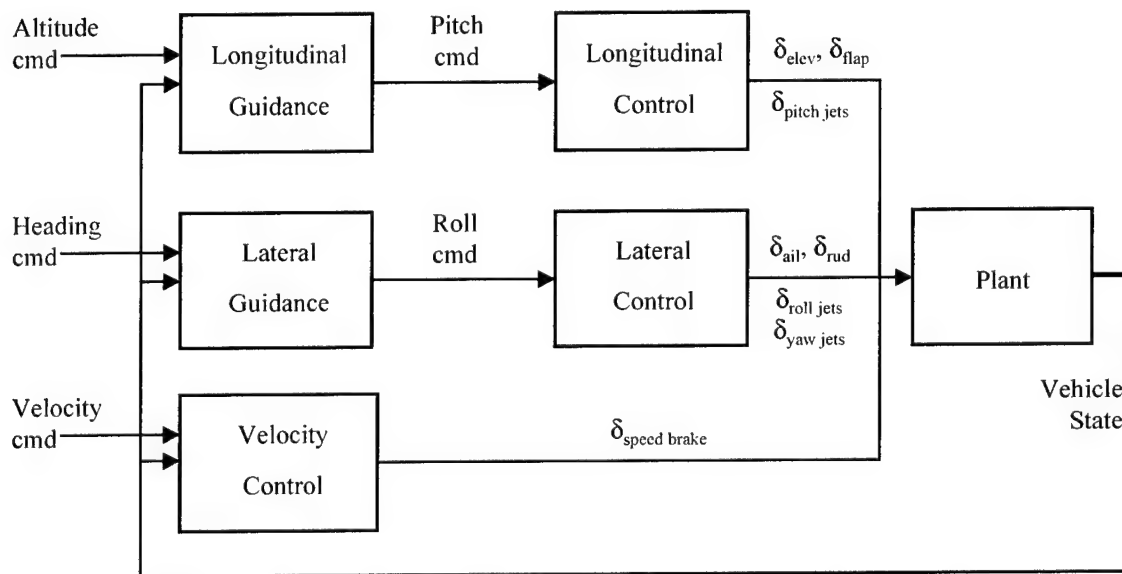 Altitude
cmd
Longitudinal
Guidance
Pitch
cmd
Longitudinal
Control
δelev, δflap
δpitch jets
Heading
cmd
Lateral
Guidance
Roll
cmd
Lateral
Control
δail, δrud
δroll jets
δyaw jets
Plant
Vehicle
State
Velocity
cmd
Velocity
Control
δspeed brake